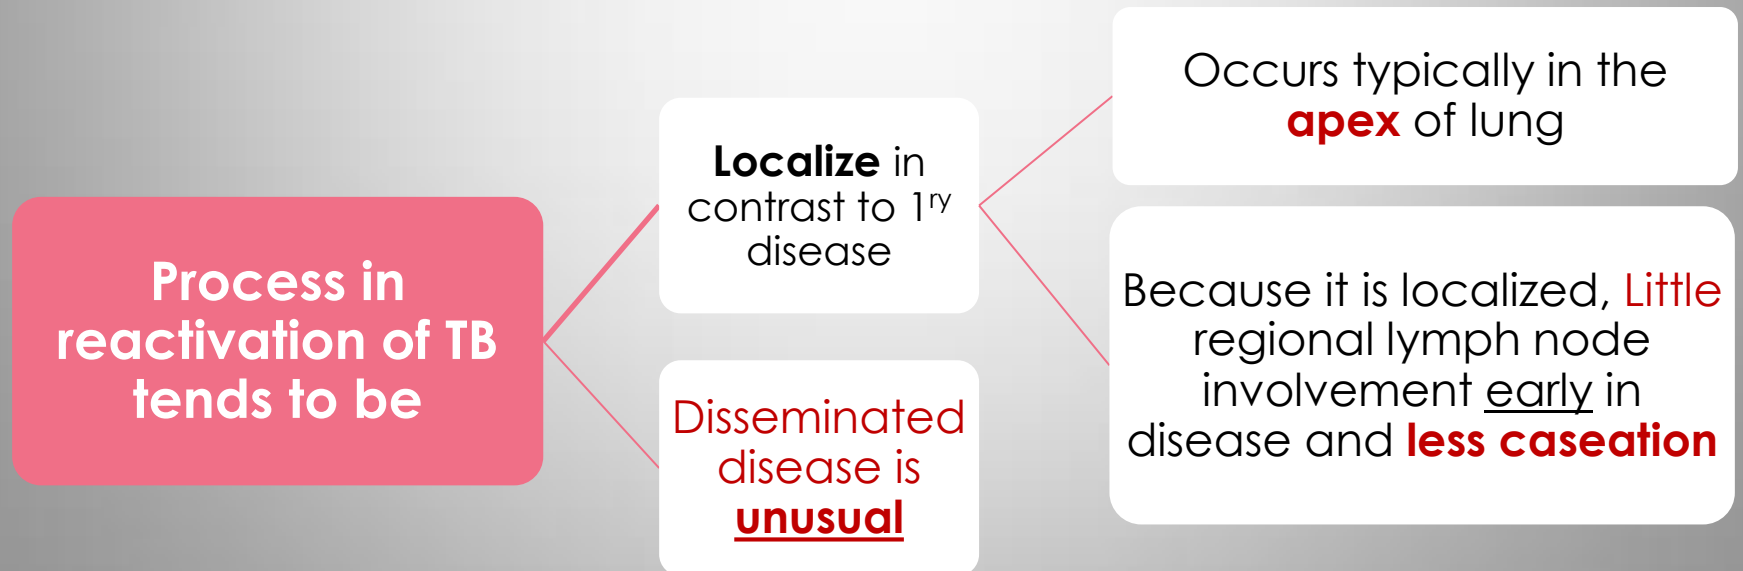 Process in
reactivation of TB
tends to be
Localize in
contrast to 1ry
disease
Disseminated
disease is
unusual
Occurs typically in the
apex of lung
Because it is localized, Little
regional lymph node
involvement early in
disease and less caseation